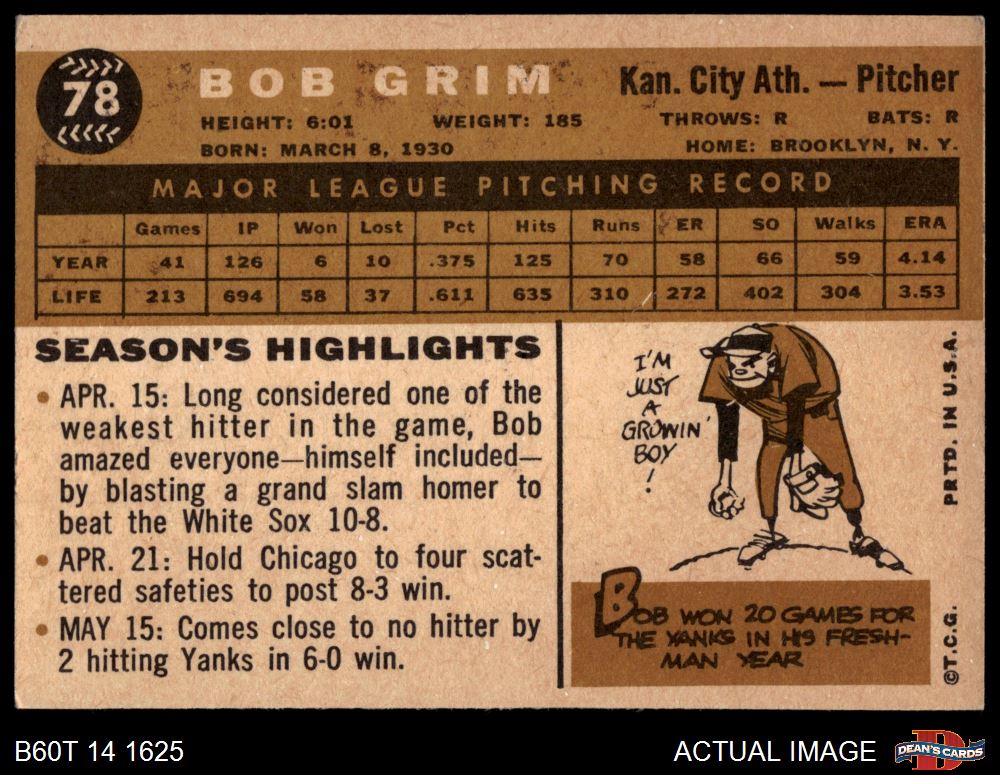 78
BOB GRIM
Kan. City Ath. — Pitcher
HEIGHT: 6:01 WEIGHT: 185 THROWS: R BATS: R
BORN: MARCH 8, 1930 HOME: BROOKLYN, N. Y.
MAJOR LEAGUE PITCHING RECORD
Games IP Won Lost Pct Hits Runs ER SO Walks ERA
YEAR 41 126 6 10 .375 125 70 58 66 59 4.14
LIFE 213 694 58 37 .611 635 310 272 402 304 3.53
SEASON'S HIGHLIGHTS
• APR. 15: Long considered one of the
weakest hitter in the game, Bob
amazed everyone—himself included—
by blasting a grand slam homer to
beat the White Sox 10-8.
• APR. 21: Hold Chicago to four scat-
tered safeties to post 8-3 win.
• MAY 15: Comes close to no hitter by
2 hitting Yanks in 6-0 win.
I'M
JUST
A
GROWIN'
BOY
!
BOB WON 20 GAMES FOR
THE YANKS IN HIS FRESH-
MAN YEAR
PRTD. IN U.S.A.
©T.C.G.
B60T 14 1625
ACTUAL IMAGE
D
DEAN'S CARDS